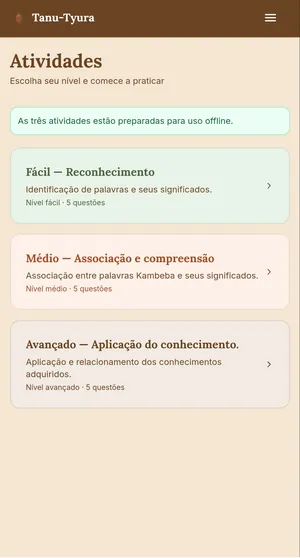 Tanu-Tyura
Atividades
Escolha seu nível e comece a praticar
As três atividades estão preparadas para uso offline.
Fácil — Reconhecimento
Identificação de palavras e seus significados.
Nível fácil · 5 questões
Médio — Associação e compreensão
Associação entre palavras Kambeba e seus significados.
Nível médio · 5 questões
Avançado — Aplicação do conhecimento.
Aplicação e relacionamento dos conhecimentos
adquiridos.
Nível avançado · 5 questões